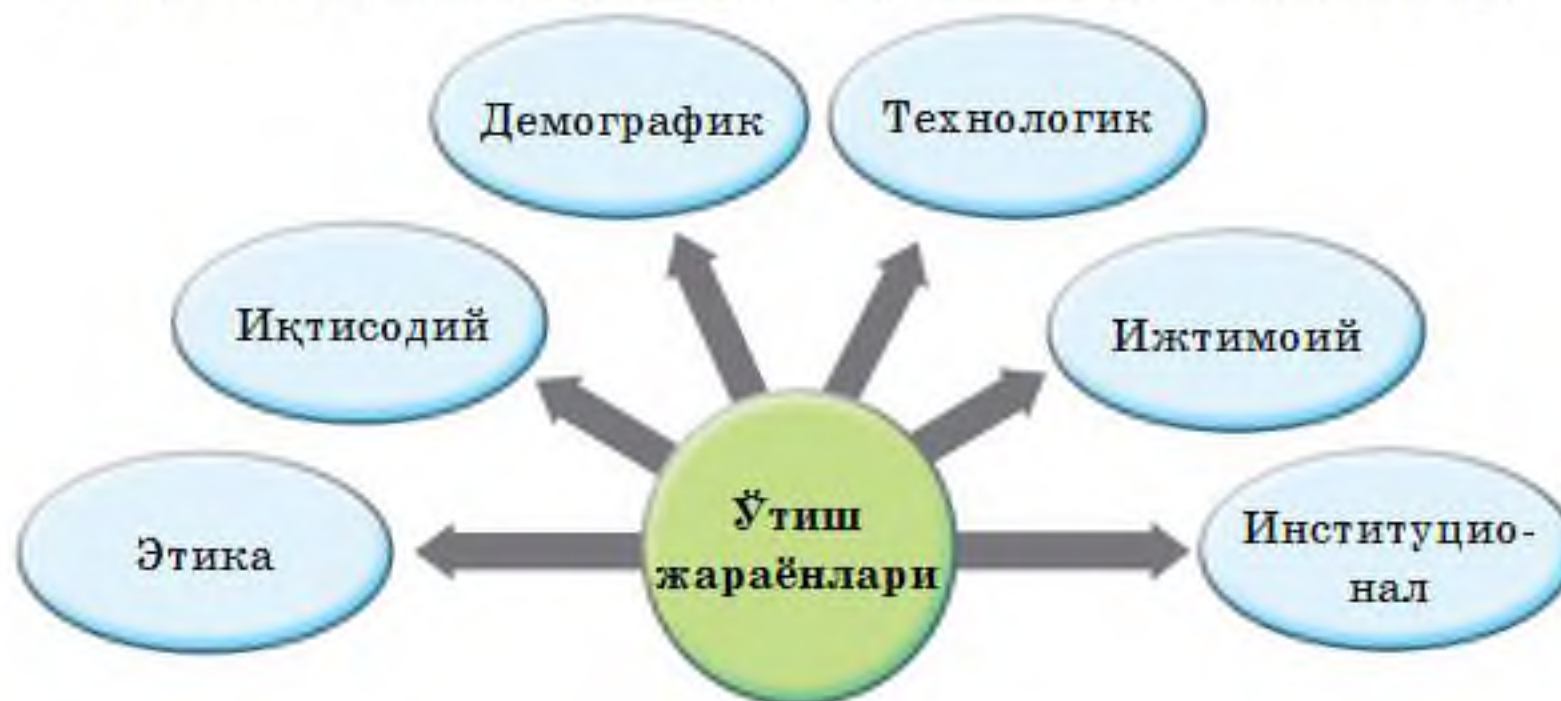 Демографик
Технологик
Иқтисодий
Ижтимоий
Этика
Ўтиш
жараёнлари
Институцио-
нал